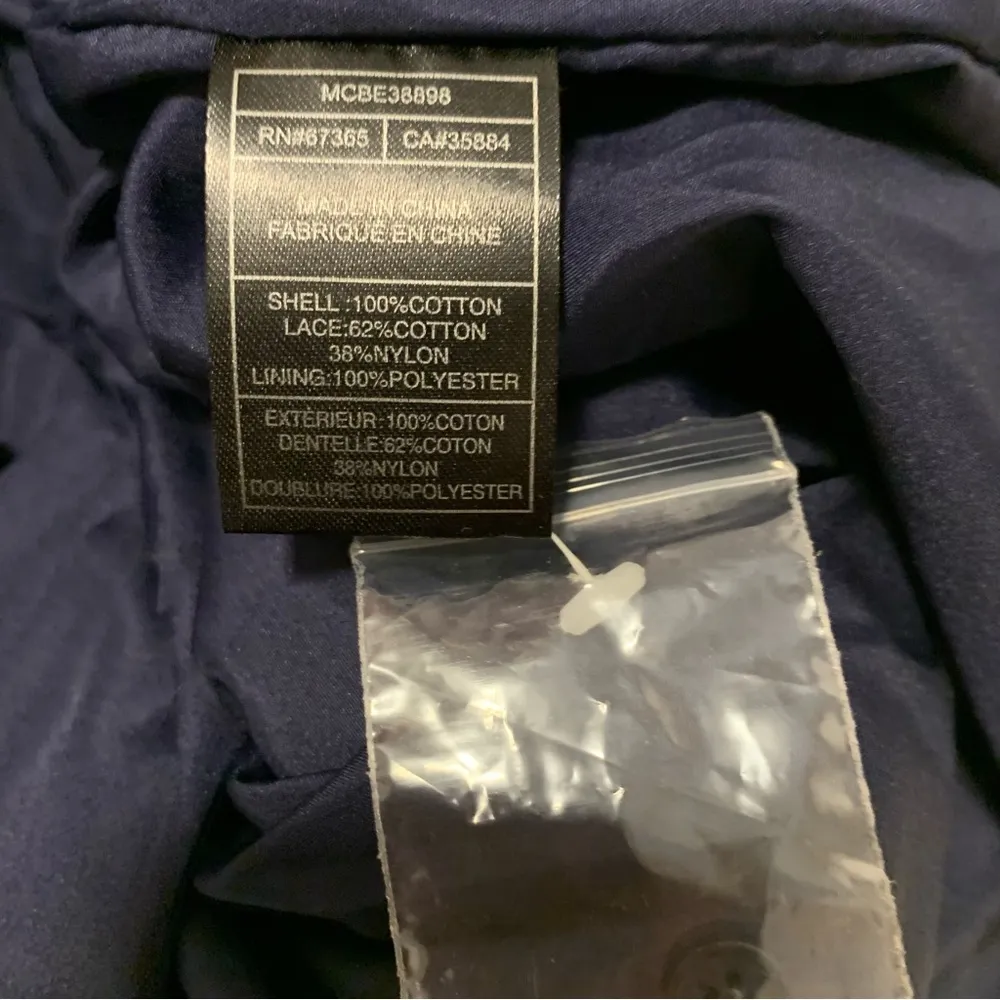 MCBE38898
RN#67365 CA#35884
MADE IN CHINA
FABRIQUE EN CHINE
SHELL :100%COTTON
LACE:62%COTTON
38%NYLON
LINING:100%POLYESTER
EXTERIEUR:100%COTON
DENTELLE:62%COTON
38%NYLON
DOUBLURE:100%POLYESTER